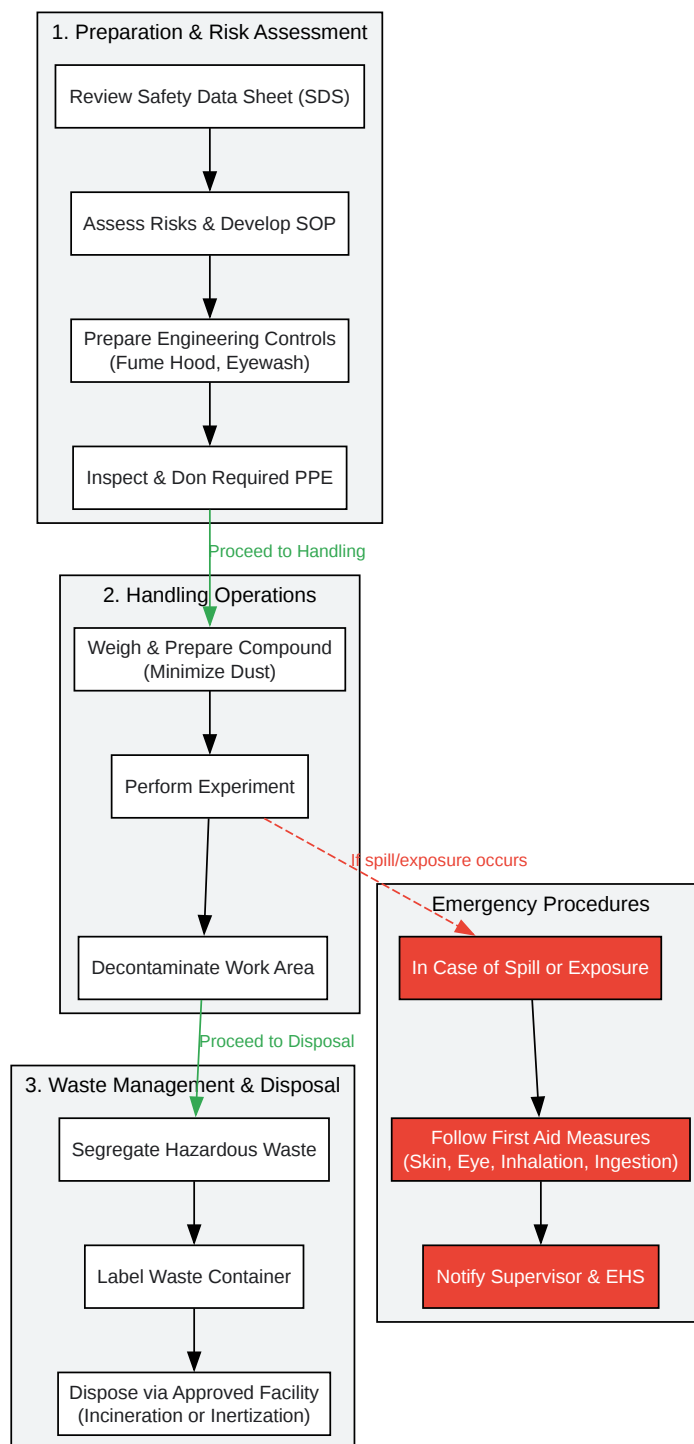 1. Preparation & Risk Assessment
Review Safety Data Sheet (SDS)
Assess Risks & Develop SOP
Prepare Engineering Controls
(Fume Hood, Eyewash)
Inspect & Don Required PPE
Proceed to Handling
2. Handling Operations
Weigh & Prepare Compound
(Minimize Dust)
Perform Experiment
If spill/exposure occurs
Decontaminate Work Area
Emergency Procedures
In Case of Spill or Exposure
Follow First Aid Measures
(Skin, Eye, Inhalation, Ingestion)
Notify Supervisor & EHS
Proceed to Disposal
3. Waste Management & Disposal
Segregate Hazardous Waste
Label Waste Container
Dispose via Approved Facility
(Incineration or Inertization)